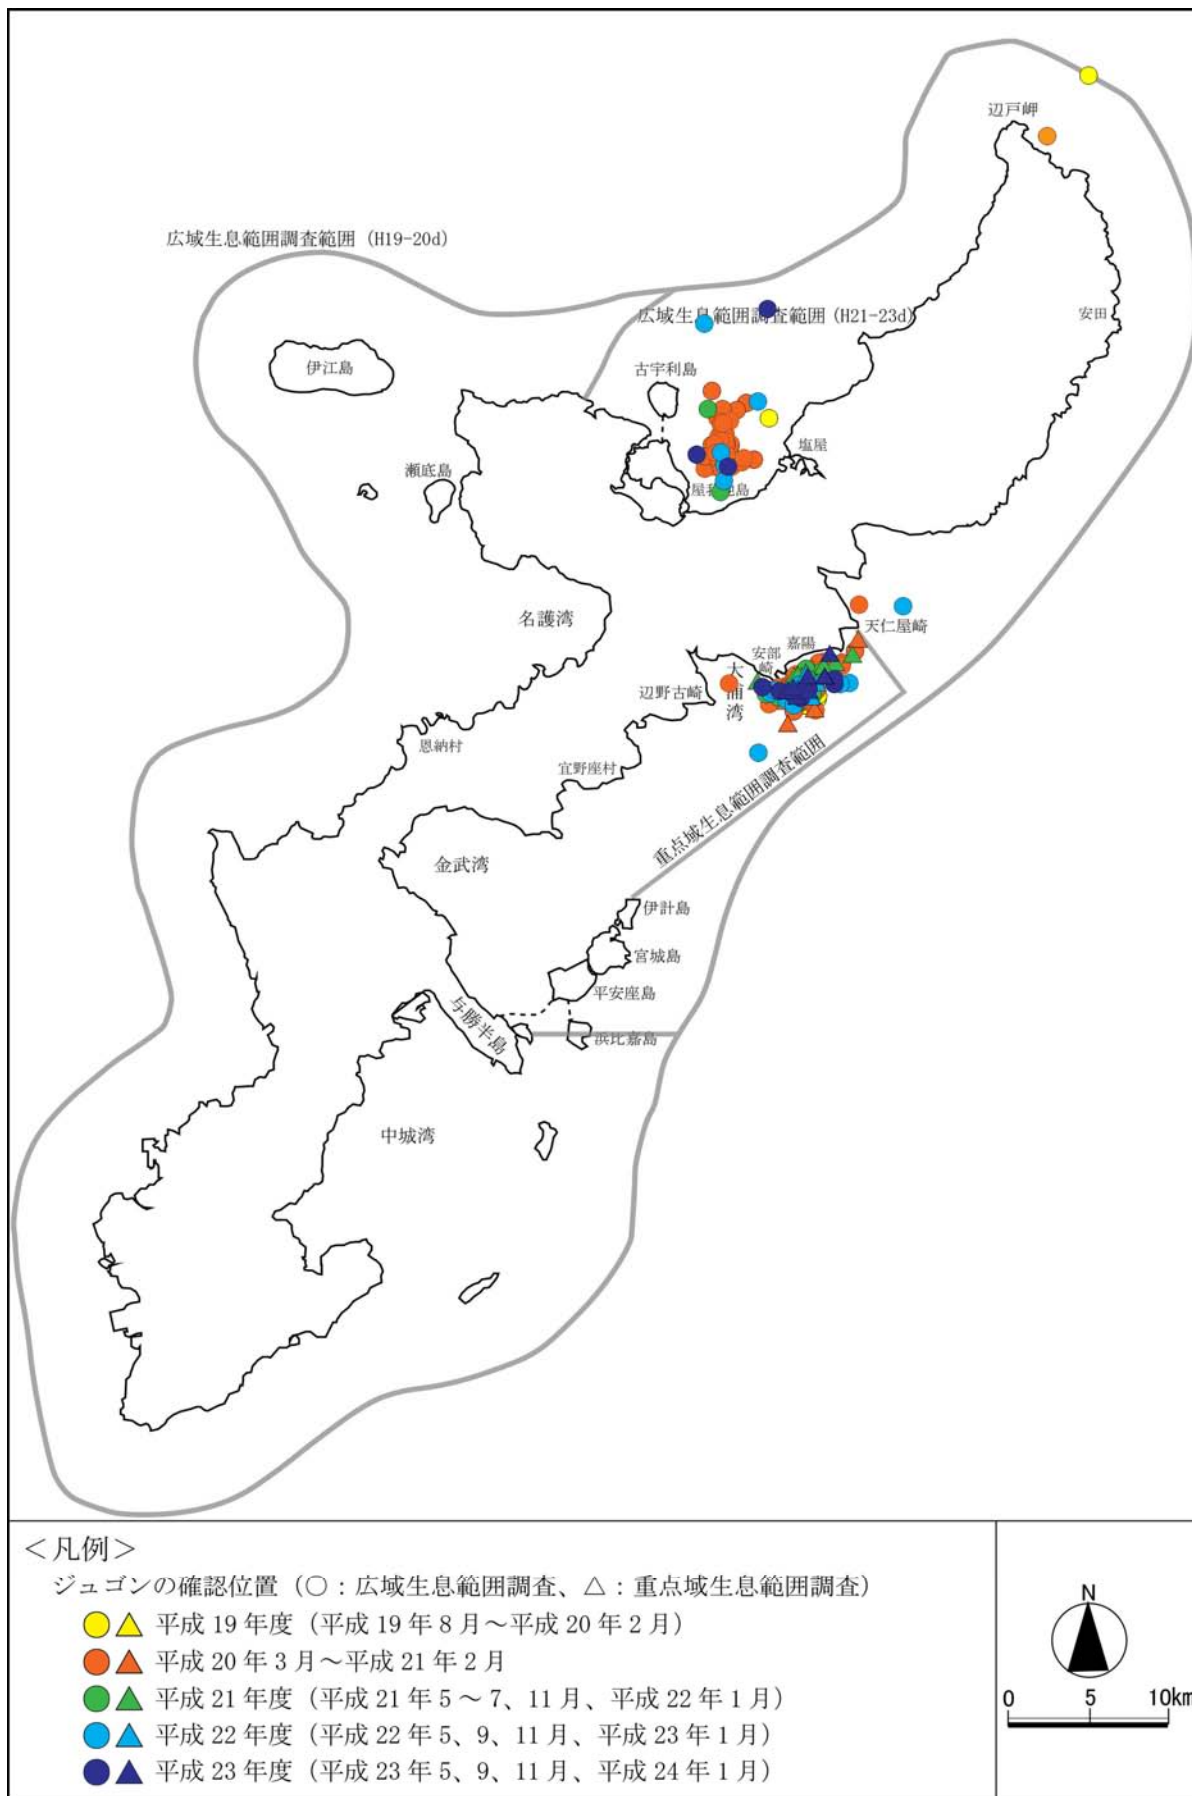 辺戸岬
広域生息範囲調査範囲 (H19-20d)
安田
広域生息範囲調査範囲 (H21-23d)
伊江島
古宇利島
塩屋
瀬底島
屋我地島
名護湾
天仁屋崎
嘉陽
安部崎
大浦湾
辺野古崎
恩納村
宜野座村
重点域生息範囲調査範囲
金武湾
伊計島
宮城島
平安座島
与勝半島
浜比嘉島
中城湾
＜凡例＞
ジュゴンの確認位置（○：広域生息範囲調査、△：重点域生息範囲調査）
平成 19 年度（平成 19 年 8 月～平成 20 年 2 月）
平成 20 年 3 月～平成 21 年 2 月
平成 21 年度（平成 21 年 5 ～ 7、11 月、平成 22 年 1 月）
平成 22 年度（平成 22 年 5、9、11 月、平成 23 年 1 月）
平成 23 年度（平成 23 年 5、9、11 月、平成 24 年 1 月）
N
0 5 10km